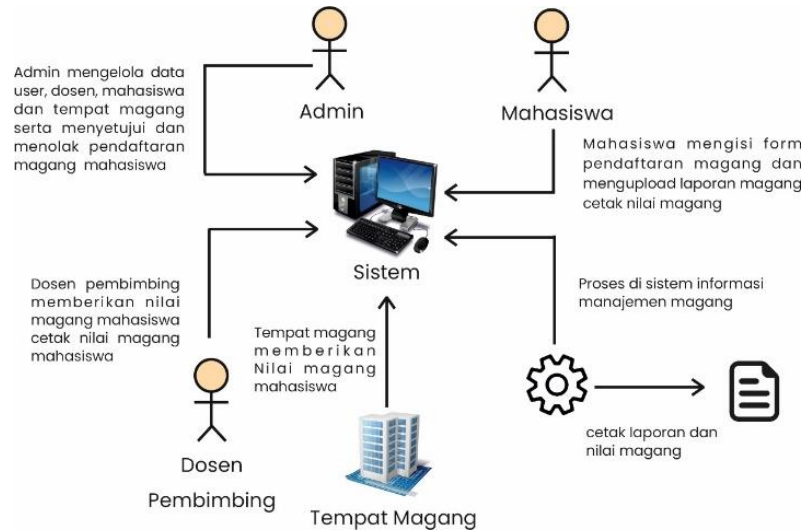 Admin mengelola data
user, dosen, mahasiswa
dan tempat magang
serta menyetujui dan
menolak pendaftaran
magang mahasiswa
Admin
Mahasiswa
Mahasiswa mengisi form
pendaftaran magang dan
mengupload laporan magang
cetak nilai magang
Sistem
Dosen pembimbing
memberikan nilai
magang mahasiswa
cetak nilai magang
mahasiswa
Tempat magang
memberikan
Nilai magang
mahasiswa
Proses di sistem informasi
manajemen magang
cetak laporan dan
nilai magang
Dosen
Pembimbing
Tempat Magang